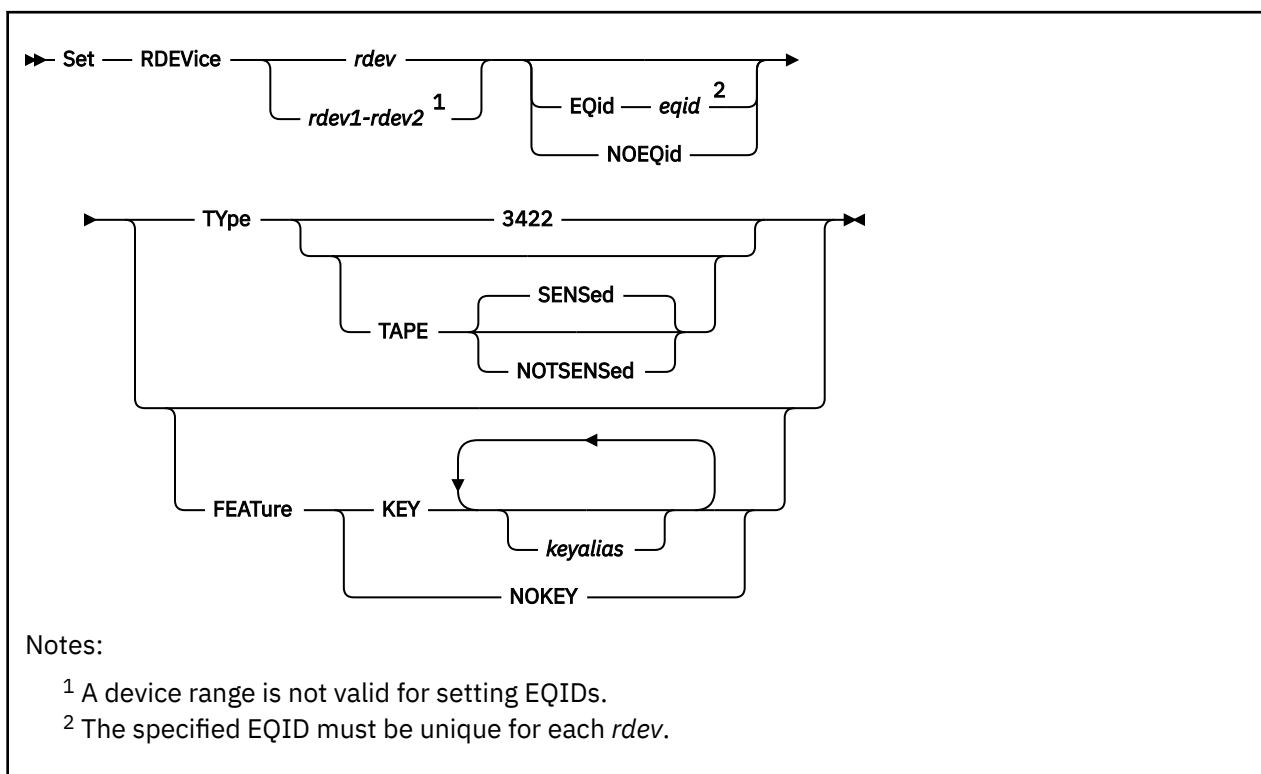 Set RDEVice rdev
rdev1-rdev2 1
EQid eqid 2
NOEQid
TYpe 3422
SENSed
TAPE
NOTSENSed
FEATure KEY
keyalias
NOKEY
Notes:
1 A device range is not valid for setting EQIDs.
2 The specified EQID must be unique for each rdev.